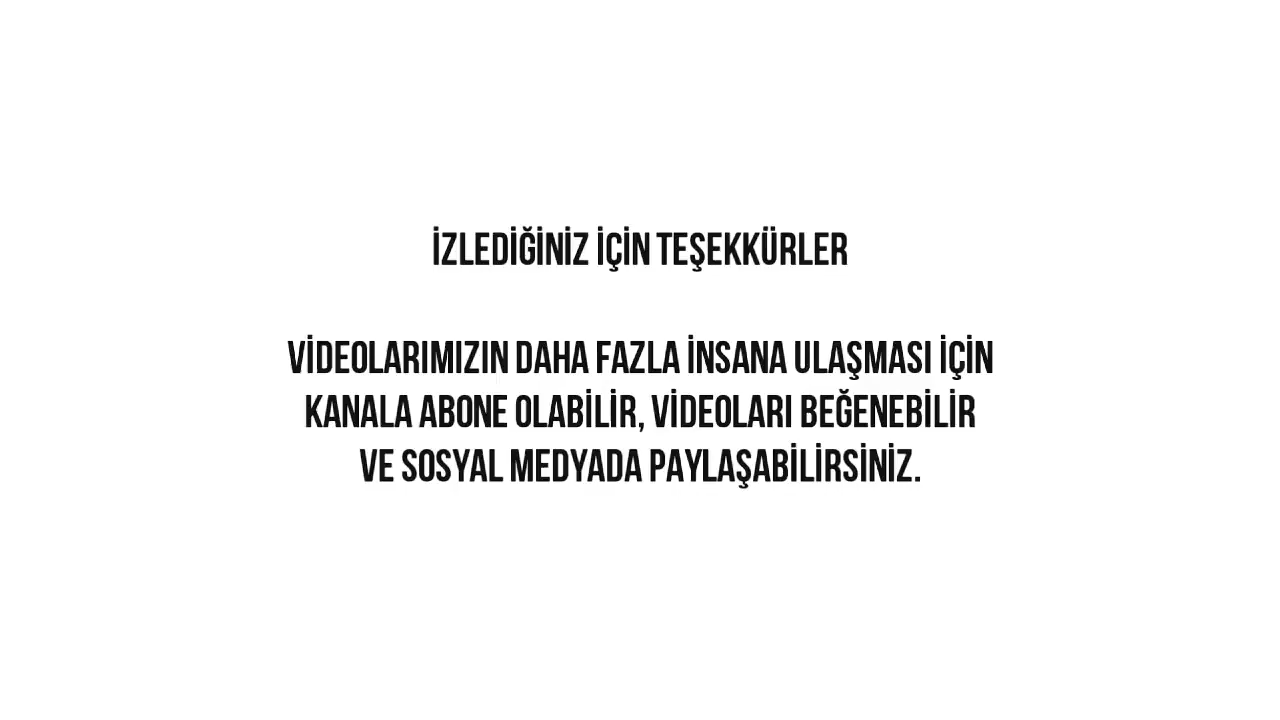 İZLEDİĞİNİZ İÇİN TEŞEKKÜRLER
VİDEOLARIMIZIN DAHA FAZLA İNSANA ULAŞMASI İÇİN
KANALA ABONE OLABİLİR, VİDEOLARI BEĞENEBİLİR
VE SOSYAL MEDYADA PAYLAŞABİLİRSİNİZ.